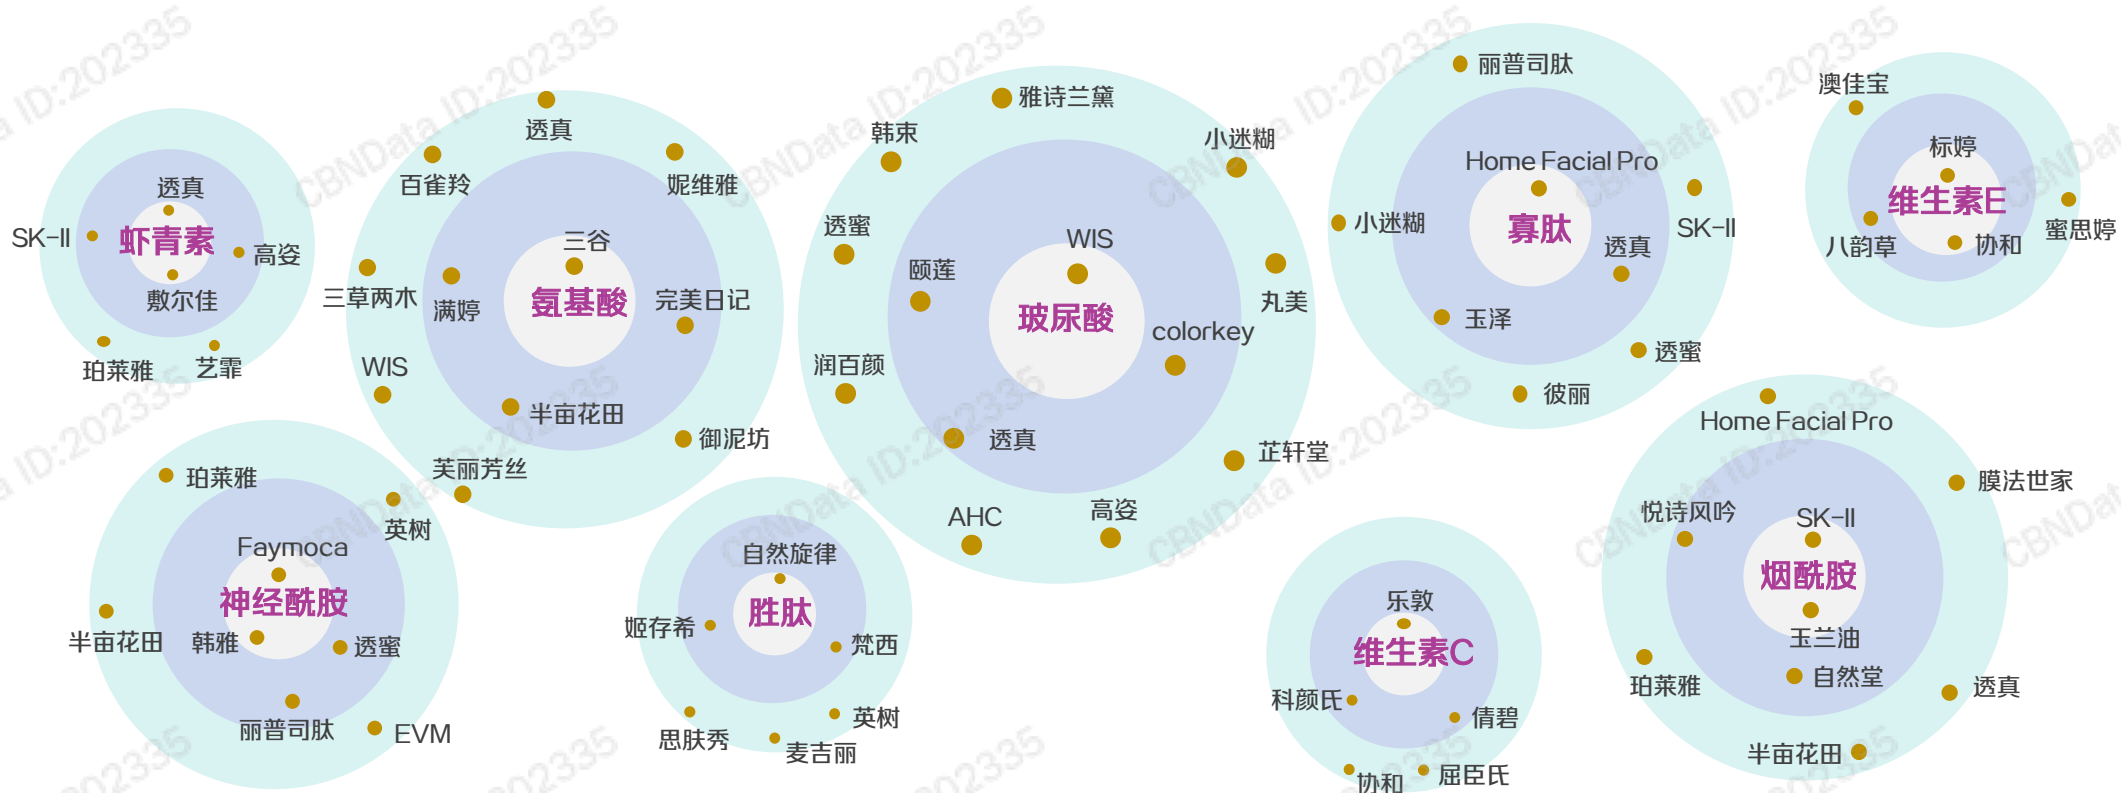 透真
SK-II
虾青素
高姿
敷尔佳
珀莱雅
艺霏
透真
百雀羚
妮维雅
三谷
三草两木
满婷
氨基酸
完美日记
WIS
半亩花田
御泥坊
芙丽芳丝
雅诗兰黛
韩束
小迷糊
透蜜
WIS
颐莲
丸美
玻尿酸
colorkey
润百颜
透真
芷轩堂
AHC
高姿
丽普司肽
Home Facial Pro
小迷糊
寡肽
SK-II
透真
玉泽
透蜜
彼丽
澳佳宝
标婷
维生素E
八韵草
协和
蜜思婷
珀莱雅
英树
Faymoca
神经酰胺
半亩花田
韩雅
透蜜
丽普司肽
EVM
自然旋律
姬存希
胜肽
梵西
思肤秀
英树
麦吉丽
乐敦
维生素C
科颜氏
倩碧
协和
屈臣氏
Home Facial Pro
膜法世家
悦诗风吟
SK-II
烟酰胺
玉兰油
珀莱雅
自然堂
透真
半亩花田
CBNData ID:202335